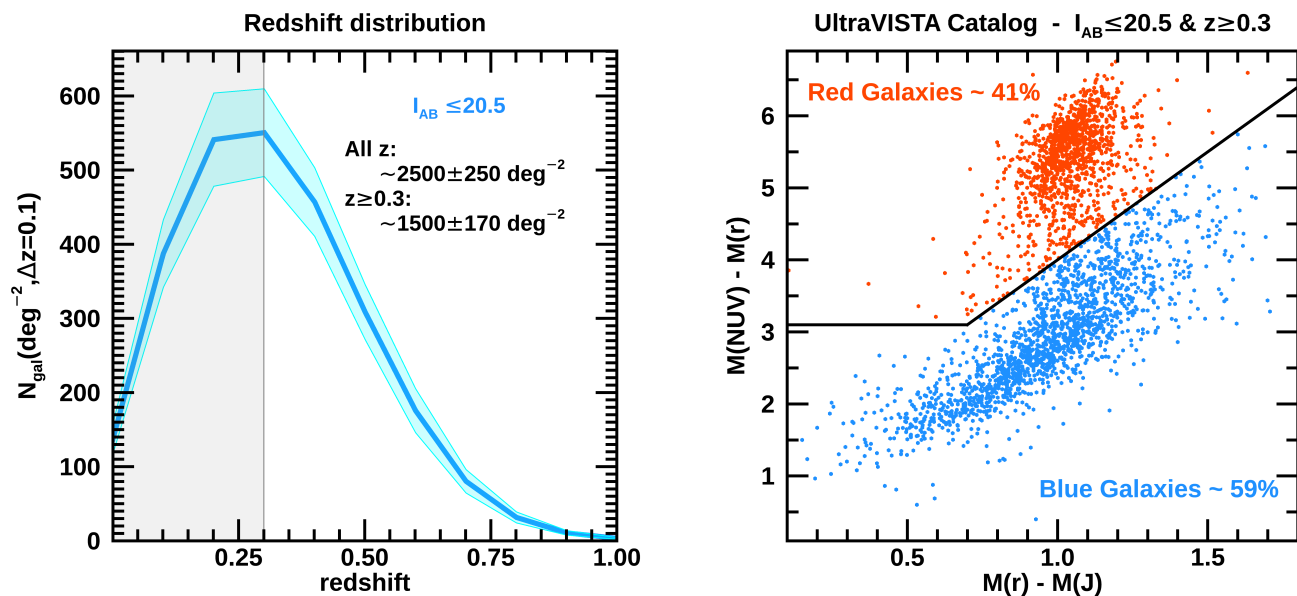 Redshift distribution
I_AB ≤20.5
All z:
~2500±250 deg⁻²
z≥0.3:
~1500±170 deg⁻²
N_gal(deg⁻²,Δz=0.1)
600
500
400
300
200
100
0
0.25
0.50
0.75
1.00
redshift
UltraVISTA Catalog - I_AB≤20.5 & z≥0.3
Red Galaxies ~ 41%
Blue Galaxies ~ 59%
M(NUV) - M(r)
6
5
4
3
2
1
0.5
1.0
1.5
M(r) - M(J)